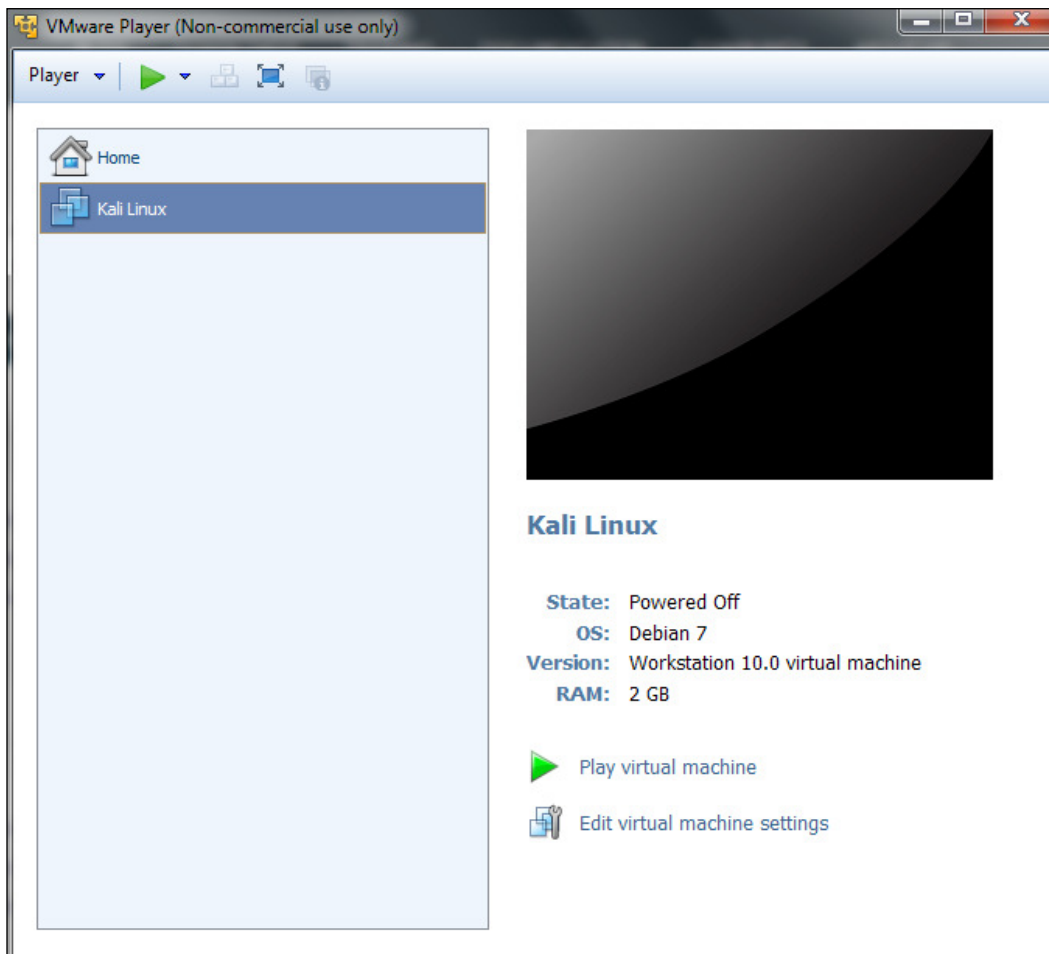 VMware Player (Non-commercial use only)
Player
Home
Kali Linux
Kali Linux
State: Powered Off
OS: Debian 7
Version: Workstation 10.0 virtual machine
RAM: 2 GB
Play virtual machine
Edit virtual machine settings